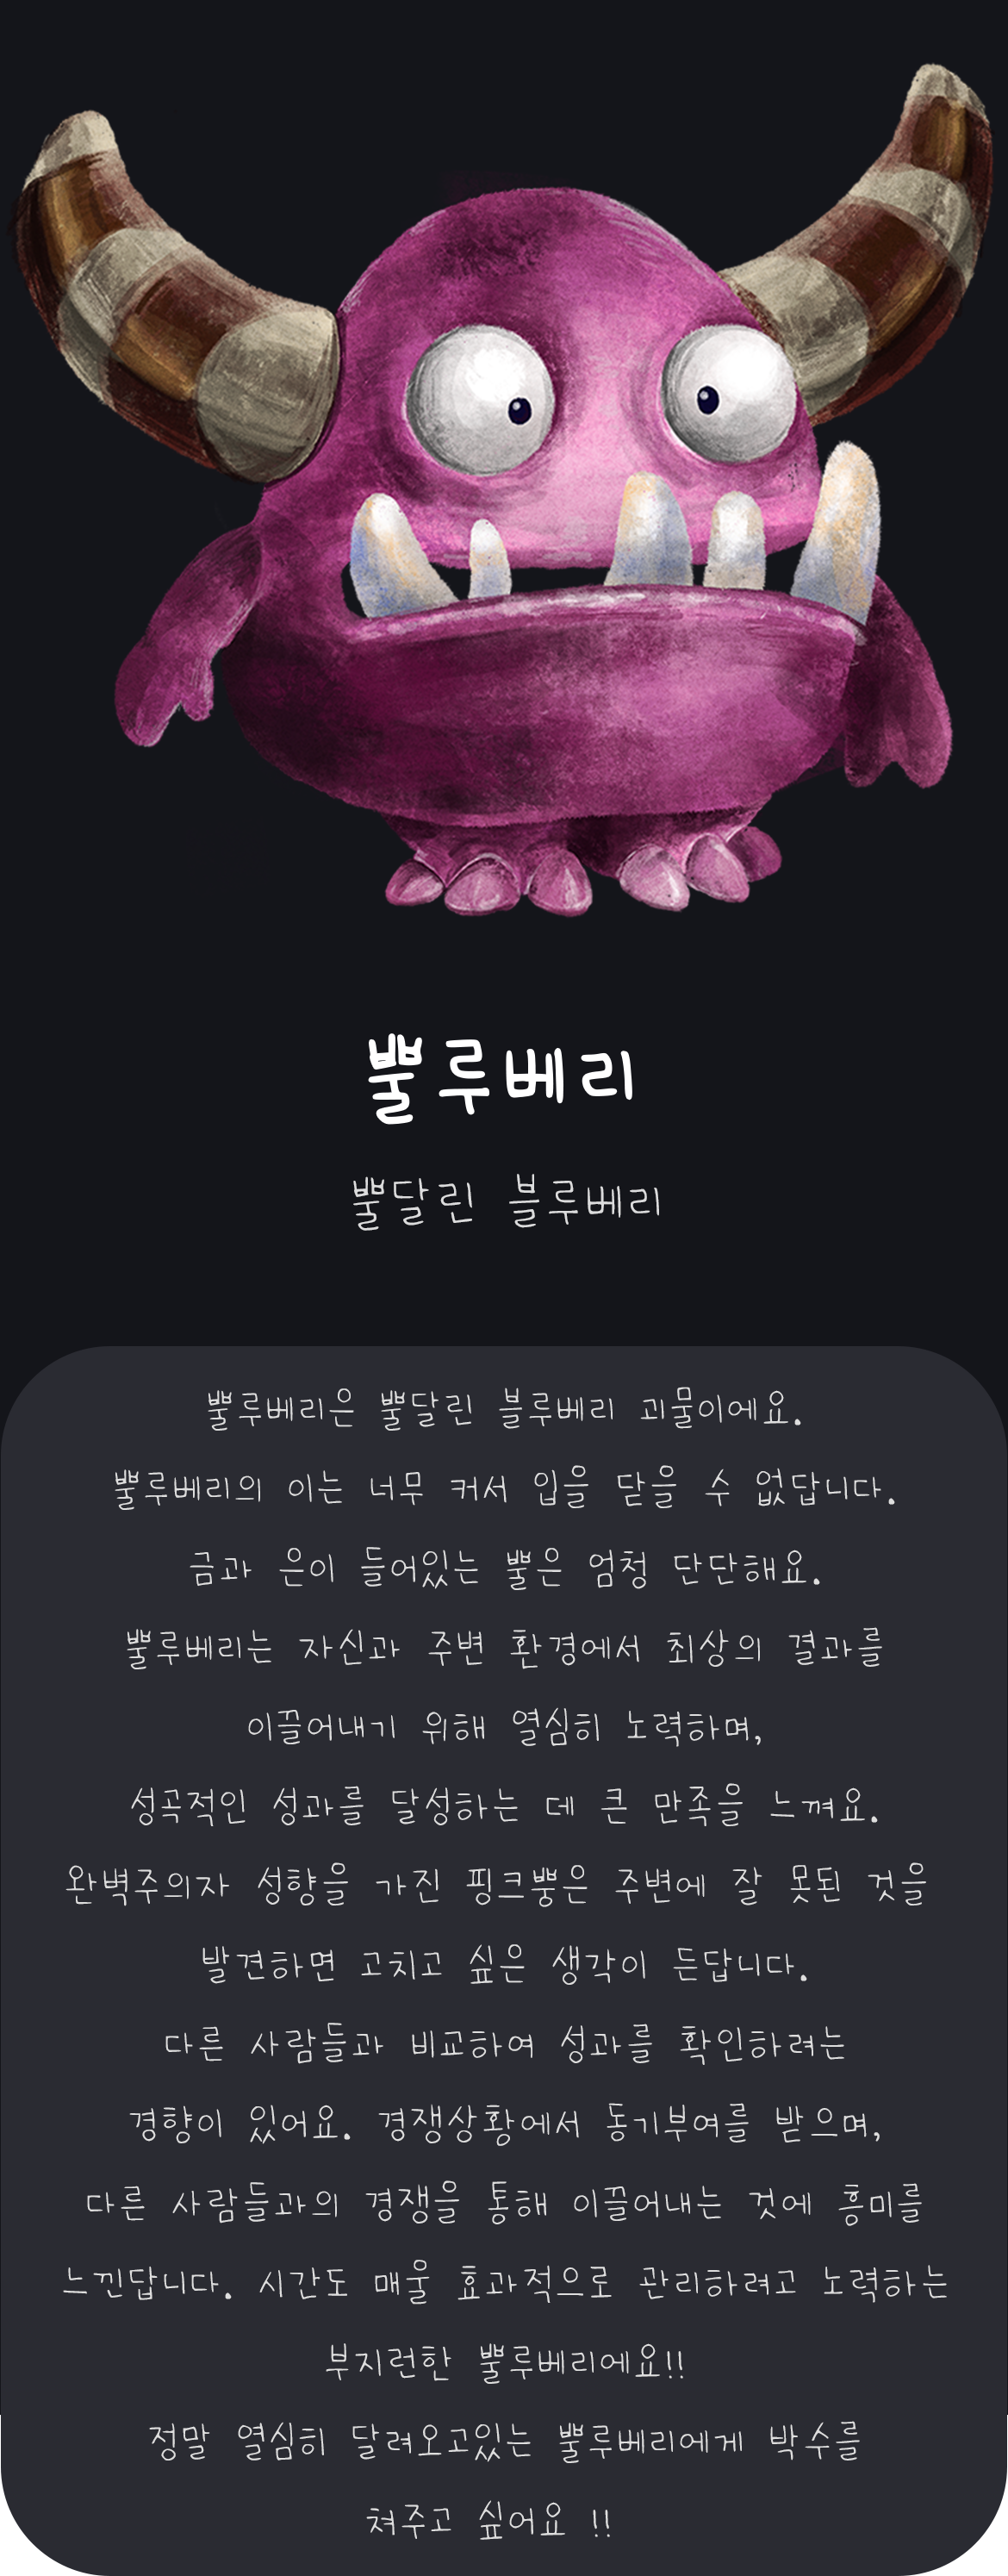 뿔루베리
뿔달린 블루베리
뿔루베리은 뿔달린 블루베리 괴물이에요.
뿔루베리의 이는 너무 커서 입을 닫을 수 없답니다.
금과 은이 들어있는 뿔은 엄청 단단해요.
뿔루베리는 자신과 주변 환경에서 최상의 결과를
이끌어내기 위해 열심히 노력하며,
성곡적인 성과를 달성하는 데 큰 만족을 느껴요.
완벽주의자 성향을 가진 핑크뿡은 주변에 잘 못된 것을
발견하면 고치고 싶은 생각이 든답니다.
다른 사람들과 비교하여 성과를 확인하려는
경향이 있어요. 경쟁상황에서 동기부여를 받으며,
다른 사람들과의 경쟁을 통해 이끌어내는 것에 흥미를
느낀답니다. 시간도 매울 효과적으로 관리하려고 노력하는
부지런한 뿔루베리에요!!
정말 열심히 달려오고있는 뿔루베리에게 박수를
쳐주고 싶어요 !!